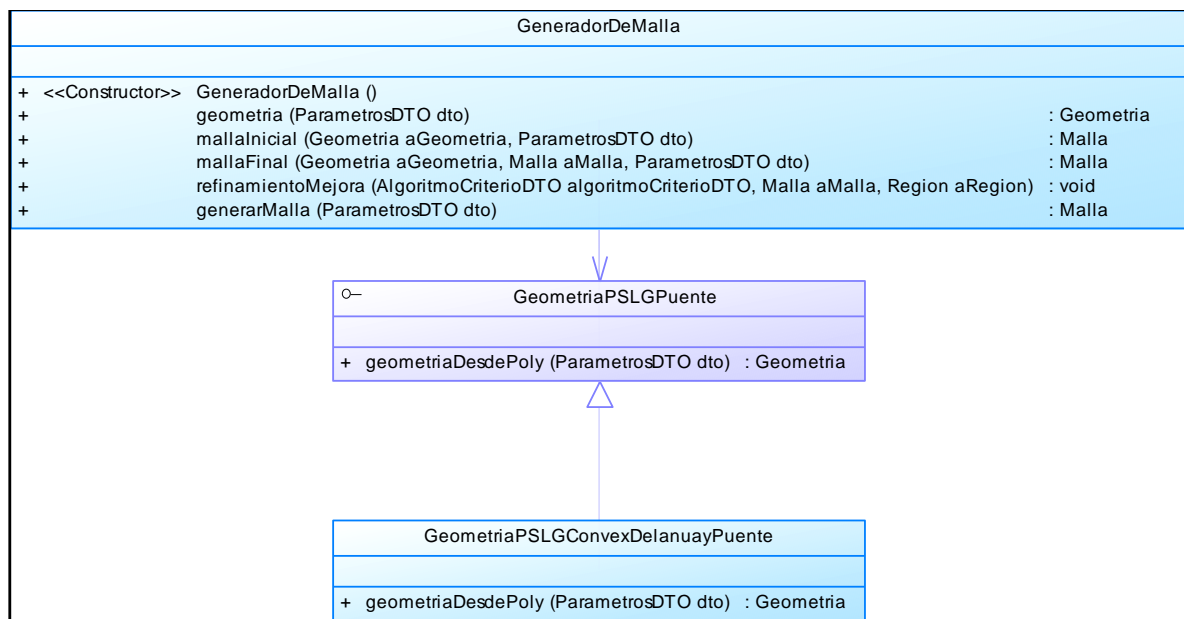 GeneradorDeMalla
+ <<Constructor>> GeneradorDeMalla ()
+ geometria (ParametrosDTO dto) : Geometria
+ mallaInicial (Geometria aGeometria, ParametrosDTO dto) : Malla
+ mallaFinal (Geometria aGeometria, Malla aMalla, ParametrosDTO dto) : Malla
+ refinamientoMejora (AlgoritmoCriterioDTO algoritmoCriterioDTO, Malla aMalla, Region aRegion) : void
+ generarMalla (ParametrosDTO dto) : Malla
GeometriaPSLGPuente
+ geometriaDesdePoly (ParametrosDTO dto) : Geometria
GeometriaPSLGConvexDelanuayPuente
+ geometriaDesdePoly (ParametrosDTO dto) : Geometria